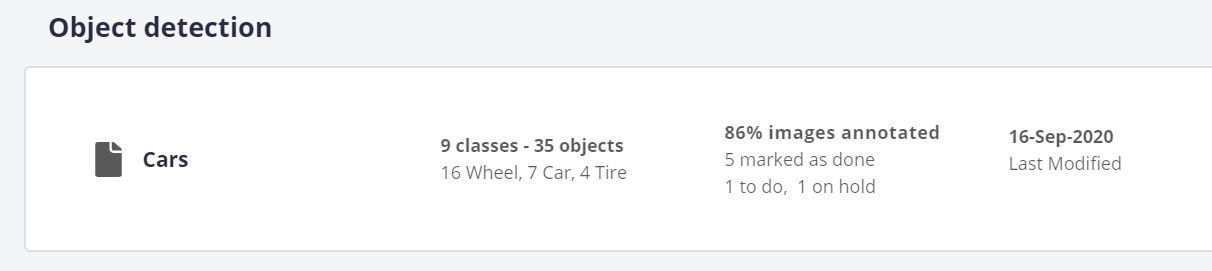 Object detection
Cars
9 classes - 35 objects
16 Wheel, 7 Car, 4 Tire
86% images annotated
5 marked as done
1 to do,  1 on hold
16-Sep-2020
Last Modified